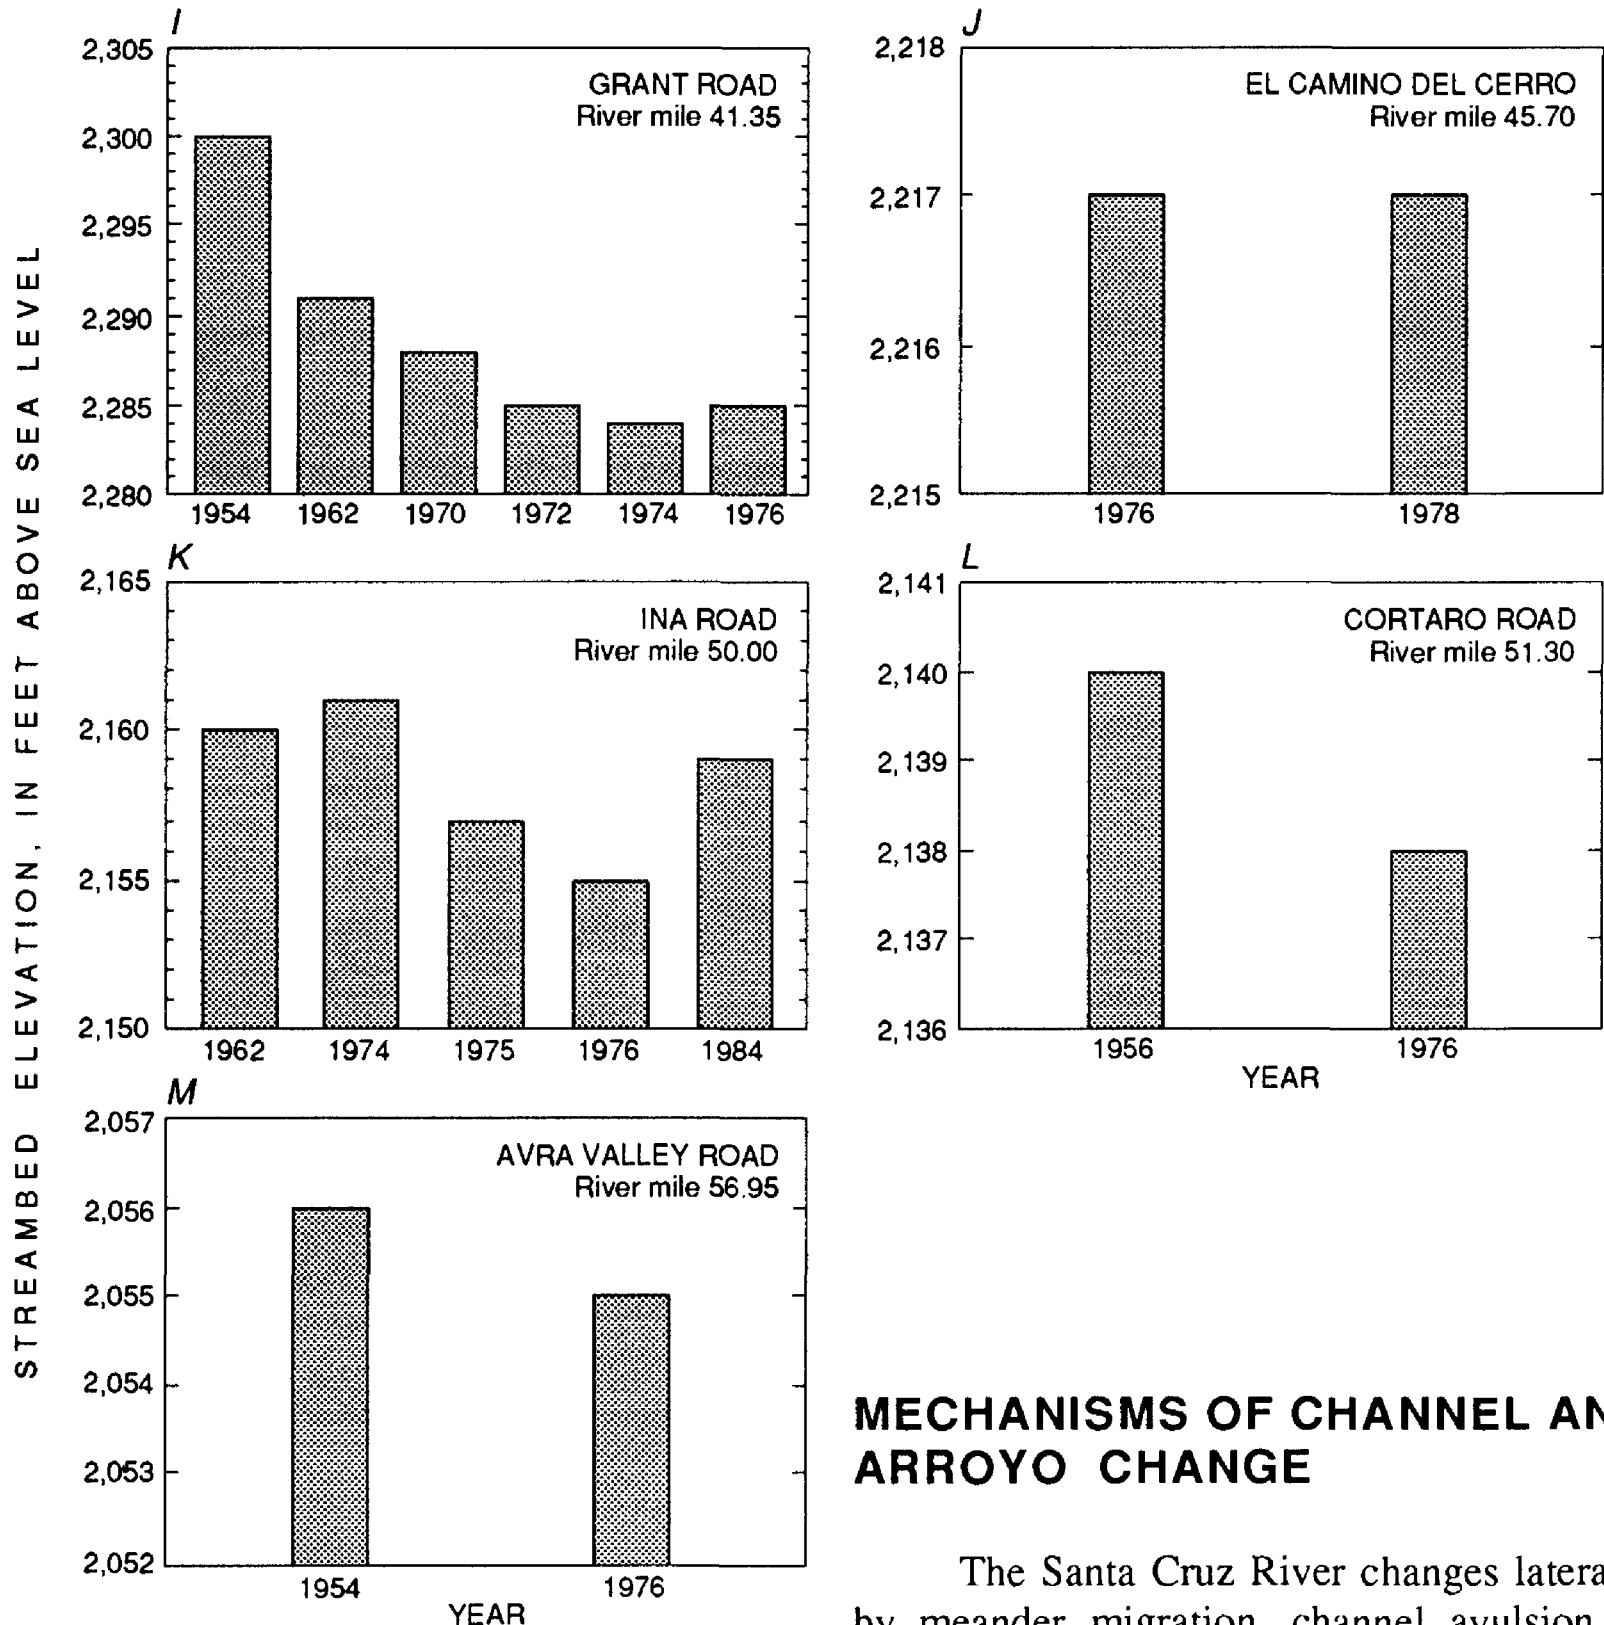 STREAMBED ELEVATION, IN FEET ABOVE SEA LEVEL
I
GRANT ROAD
River mile 41.35
2,305
2,300
2,295
2,290
2,285
2,280
1954 1962 1970 1972 1974 1976
J
EL CAMINO DEL CERRO
River mile 45.70
2,218
2,217
2,216
2,215
1976 1978
K
INA ROAD
River mile 50.00
2,165
2,160
2,155
2,150
1962 1974 1975 1976 1984
L
CORTARO ROAD
River mile 51.30
2,141
2,140
2,139
2,138
2,137
2,136
1956 1976
YEAR
M
AVRA VALLEY ROAD
River mile 56.95
2,057
2,056
2,055
2,054
2,053
2,052
1954 1976
YEAR
MECHANISMS OF CHANNEL AN
ARROYO CHANGE
The Santa Cruz River changes latera
by meander migration, channel avulsion